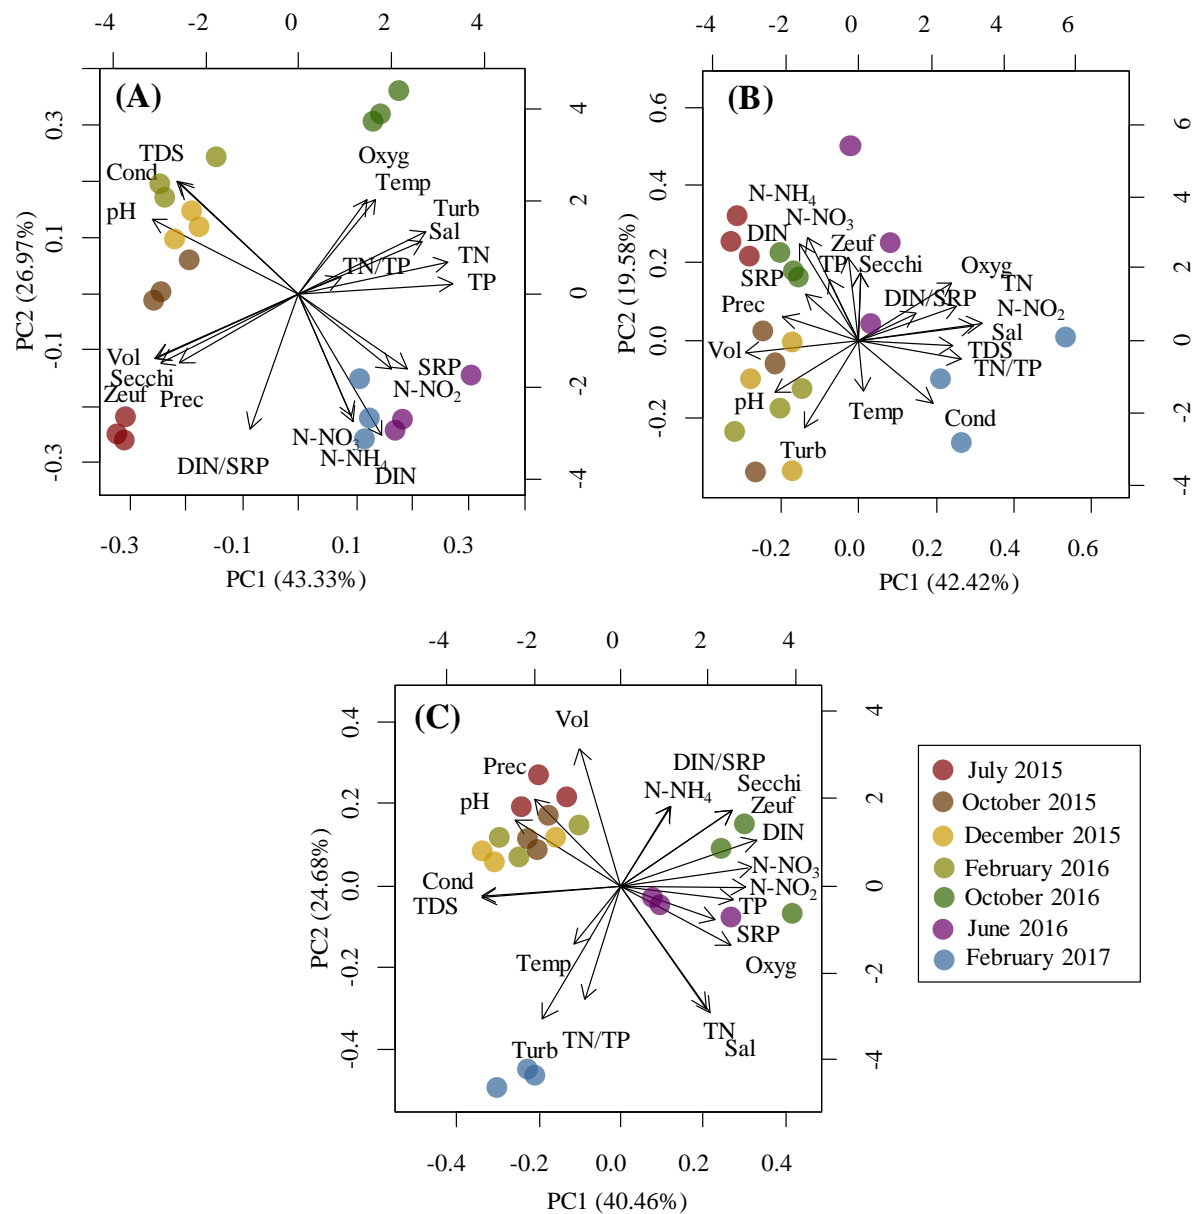 -4 -2 0 2 4
(A)
0.3
0.1
-0.1
-0.3
PC2 (26.97%)
4
2
0
-2
-4
TDS
Cond
pH
Oxyg
Temp
Turb
Sal
TN/TP
TN
TP
Vol
Secchi
Zeuf
Prec
SRP
N-NO2
N-NO3
N-NH4
DIN/SRP
DIN
-0.3 -0.1 0.1 0.3
PC1 (43.33%)
-4 -2 0 2 4 6
(B)
0.6
0.4
0.2
0.0
-0.2
PC2 (19.58%)
6
4
2
0
-2
-4
N-NH4
N-NO3
DIN
Zeuf
TP
Secchi
SRP
Oxyg
TN
DIN/SRP
N-NO2
Prec
Sal
Vol
TDS
TN/TP
pH
Temp
Cond
Turb
-0.2 0.0 0.2 0.4 0.6
PC1 (42.42%)
-4 -2 0 2 4
(C)
0.4
0.2
0.0
-0.2
-0.4
PC2 (24.68%)
4
2
0
-2
-4
Vol
Prec
DIN/SRP
pH
N-NH4
Secchi
Zeuf
DIN
N-NO3
Cond
N-NO2
TDS
TP
SRP
Temp
Oxyg
TN/TP
TN
Turb
Sal
-0.4 -0.2 0.0 0.2 0.4
PC1 (40.46%)
July 2015
October 2015
December 2015
February 2016
October 2016
June 2016
February 2017